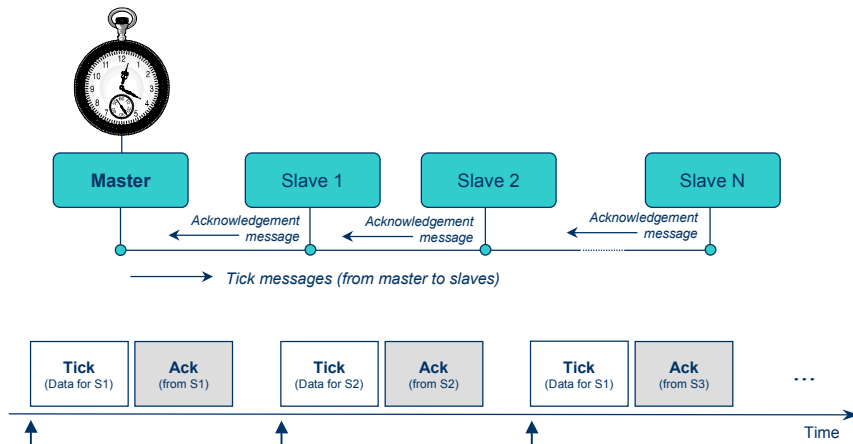 Master
Slave 1
Slave 2
Slave N
Acknowledgement
message
Acknowledgement
message
Acknowledgement
message
Tick messages (from master to slaves)
Tick
(Data for S1)
Ack
(from S1)
Tick
(Data for S2)
Ack
(from S2)
Tick
(Data for S1)
Ack
(from S3)
...
Time